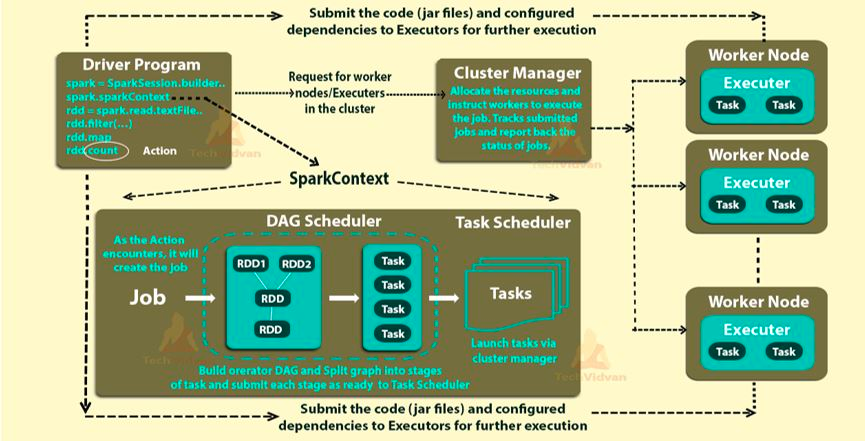 Submit the code (jar files) and configured
dependencies to Executors for further execution
Driver Program
spark = SparkSession.builder..
spark.sparkContext
rdd = spark.read.textFile..
rdd.filter(...)
rdd.map
rdd.count
Action
TechVidvan
Request for worker
nodes/Executers
in the cluster
Cluster Manager
Allocate the resources and
instruct workers to execute
the job. Tracks submitted
jobs and report back the
status of jobs.
TechVidvan
Worker Node
Executer
Task Task
Worker Node
Executer
Task Task
Worker Node
Executer
Task Task
SparkContext
DAG Scheduler
Task Scheduler
As the Action
encounters, it will
create the job
Job
RDD1 RDD2
RDD
RDD
Task
Task
Task
Task
Tasks
Launch tasks via
cluster manager
TechVidvan
TechVidvan
Build orerator DAG and Split graph into stages
of task and submit each stage as ready to Task Scheduler
Submit the code (jar files) and configured
dependencies to Executors for further execution